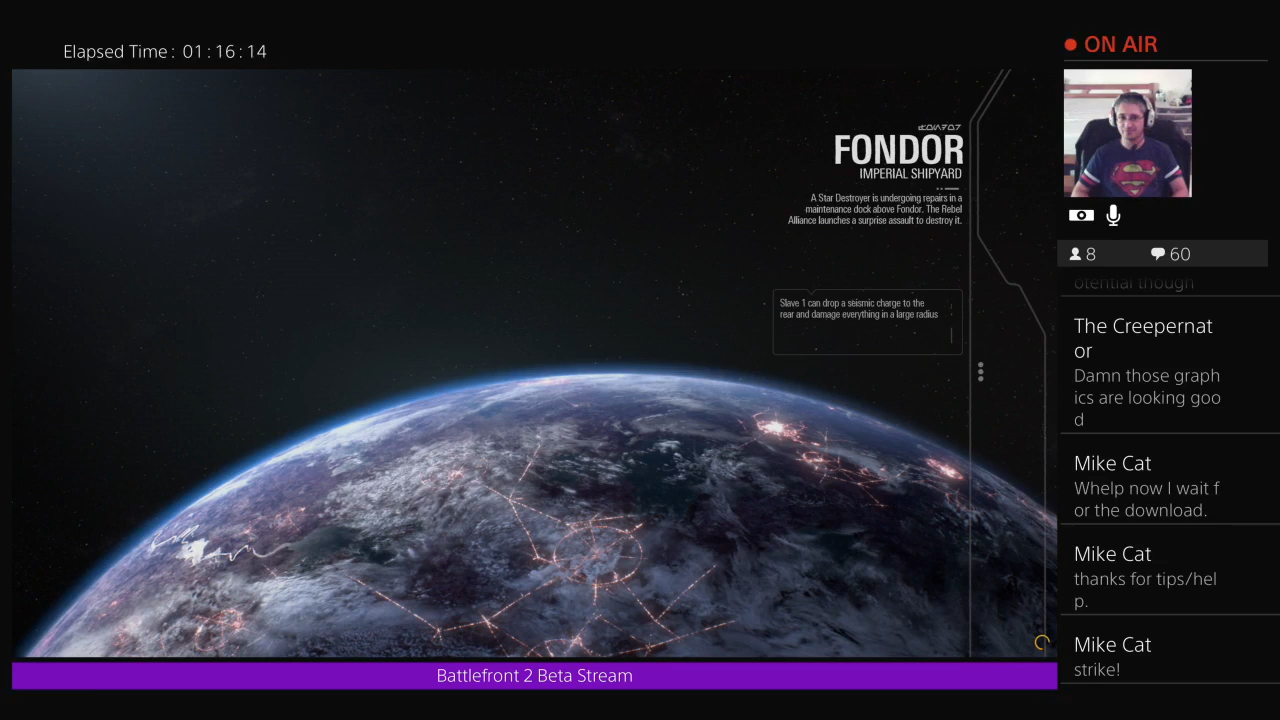 Elapsed Time : 01 : 16 : 14
ON AIR
FONDOR
IMPERIAL SHIPYARD
A Star Destroyer is undergoing repairs in a
maintenance dock above Fondor. The Rebel
Alliance launches a surprise assault to destroy it.
Slave 1 can drop a seismic charge to the
rear and damage everything in a large radius
8
60
otential though
The Creepernat
or
Damn those graph
ics are looking goo
d
Mike Cat
Whelp now I wait f
or the download.
Mike Cat
thanks for tips/hel
p.
Mike Cat
strike!
Battlefront 2 Beta Stream